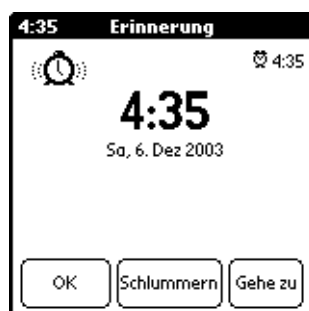 4:35 Erinnerung
4:35
4:35
Sa, 6. Dez 2003
OK Schlummern Gehe zu